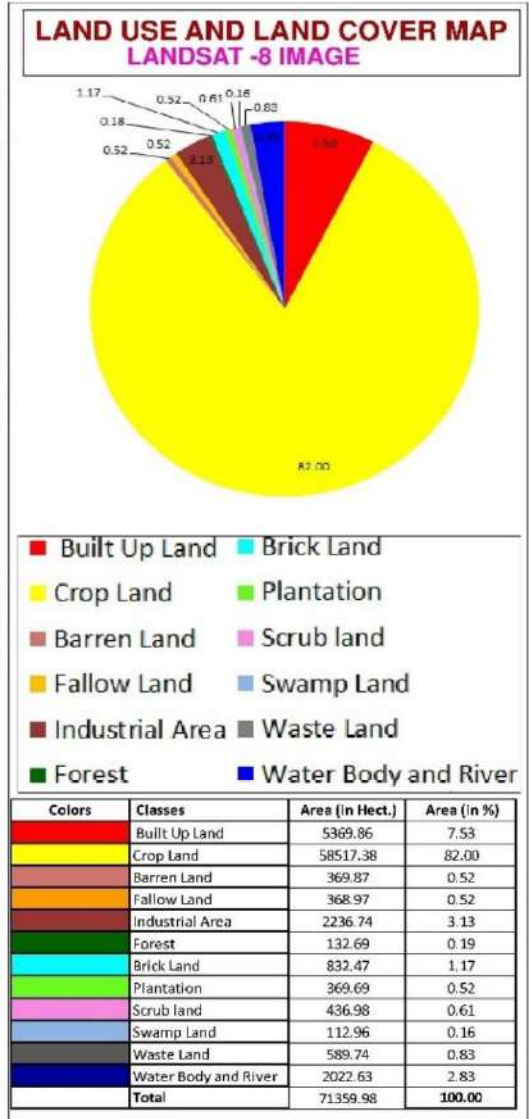 LAND USE AND LAND COVER MAP
LANDSAT -8 IMAGE
1.17
0.18
0.52
0.52
0.52
0.61
0.16
0.83
3.13
7.53
82.00
Built Up Land Brick Land
Crop Land Plantation
Barren Land Scrub land
Fallow Land Swamp Land
Industrial Area Waste Land
Forest Water Body and River
Colors Classes Area (in Hect.) Area (in %)
Built Up Land 5369.86 7.53
Crop Land 58517.38 82.00
Barren Land 369.87 0.52
Fallow Land 368.97 0.52
Industrial Area 2236.74 3.13
Forest 132.69 0.19
Brick Land 832.47 1.17
Plantation 369.69 0.52
Scrub land 436.98 0.61
Swamp Land 112.96 0.16
Waste Land 589.74 0.83
Water Body and River 2022.63 2.83
Total 71359.98 100.00